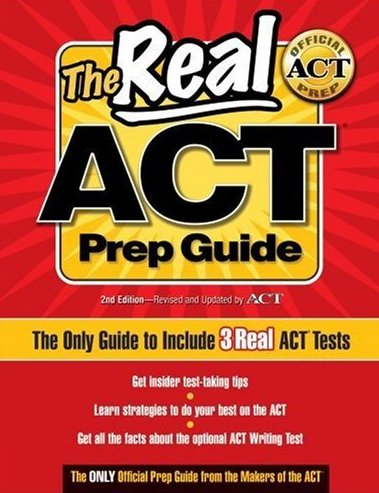 The Real
OFFICIAL
ACT
PREP
ACT®
Prep Guide
2nd Edition—Revised and Updated by ACT
The Only Guide to Include 3 Real ACT® Tests
Get insider test-taking tips
Learn strategies to do your best on the ACT
Get all the facts about the optional ACT Writing Test
The ONLY Official Prep Guide from the Makers of the ACT®